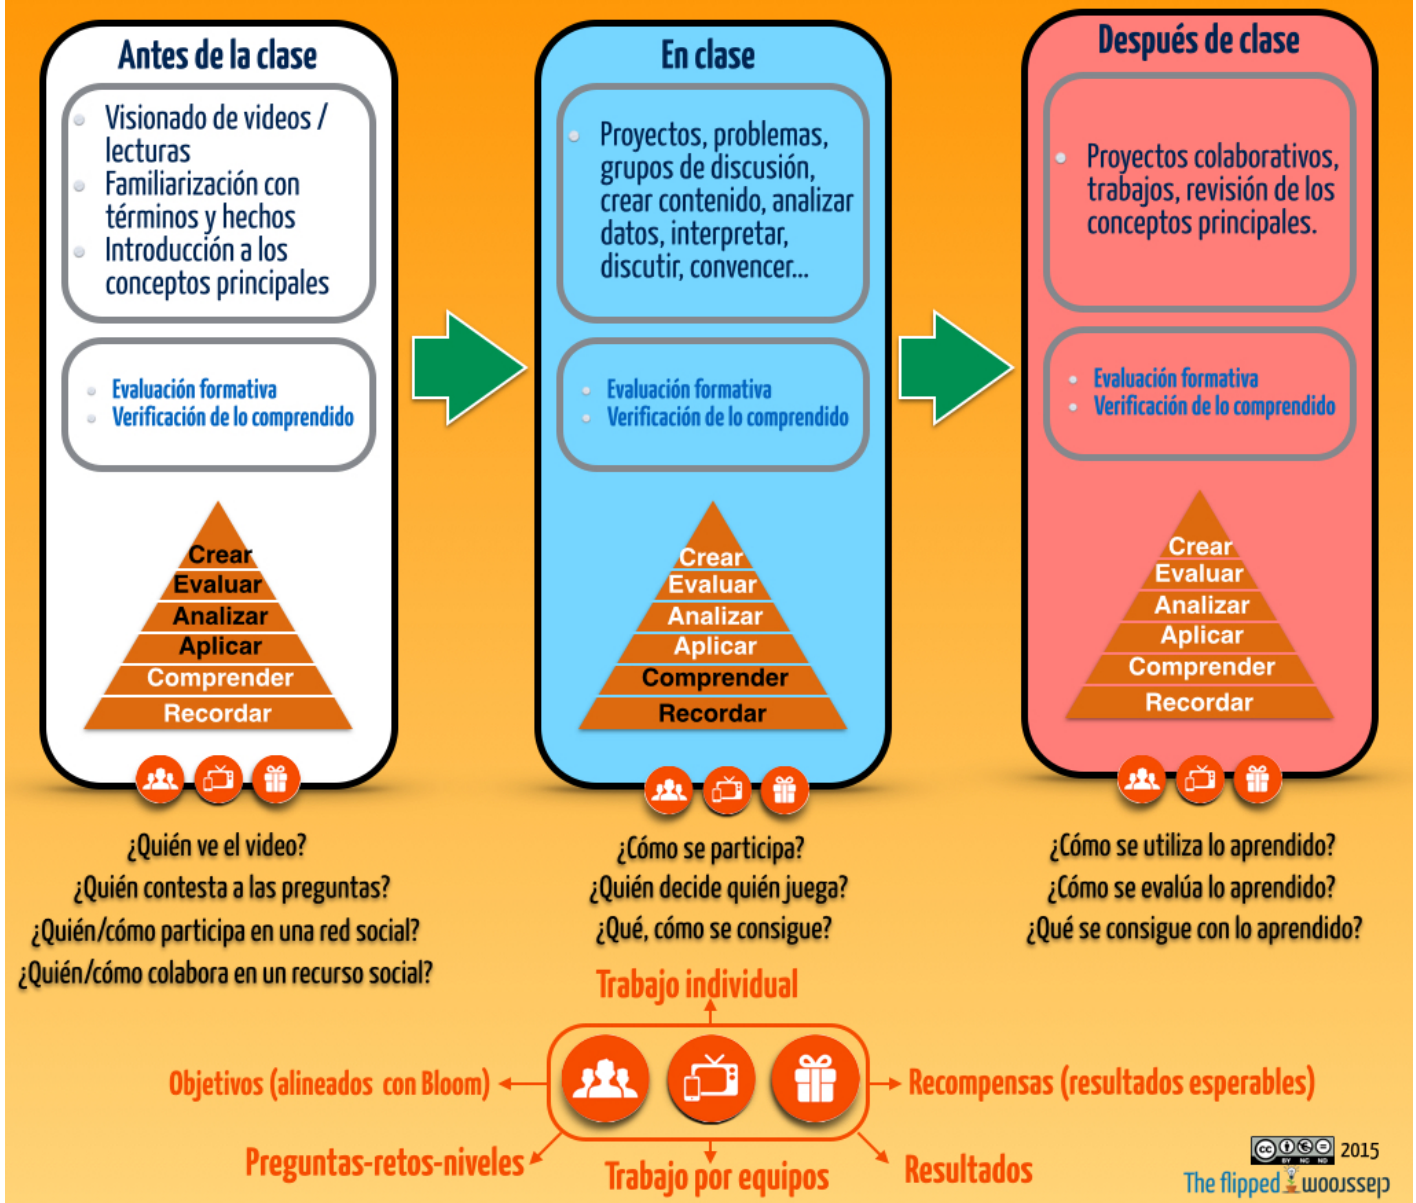 Antes de la clase
Visionado de videos /
lecturas
Familiarización con
términos y hechos
Introducción a los
conceptos principales
Evaluación formativa
Verificación de lo comprendido
Crear
Evaluar
Analizar
Aplicar
Comprender
Recordar
¿Quién ve el video?
¿Quién contesta a las preguntas?
¿Quién/cómo participa en una red social?
¿Quién/cómo colabora en un recurso social?
En clase
Proyectos, problemas,
grupos de discusión,
crear contenido, analizar
datos, interpretar,
discutir, convencer...
Evaluación formativa
Verificación de lo comprendido
Crear
Evaluar
Analizar
Aplicar
Comprender
Recordar
¿Cómo se participa?
¿Quién decide quién juega?
¿Qué, cómo se consigue?
Después de clase
Proyectos colaborativos,
trabajos, revisión de los
conceptos principales.
Evaluación formativa
Verificación de lo comprendido
Crear
Evaluar
Analizar
Aplicar
Comprender
Recordar
¿Cómo se utiliza lo aprendido?
¿Cómo se evalúa lo aprendido?
¿Qué se consigue con lo aprendido?
Trabajo individual
Objetivos (alineados con Bloom)
Recompensas (resultados esperables)
Preguntas-retos-niveles
Trabajo por equipos
Resultados
cc BY NC ND 2015
The flipped classroom